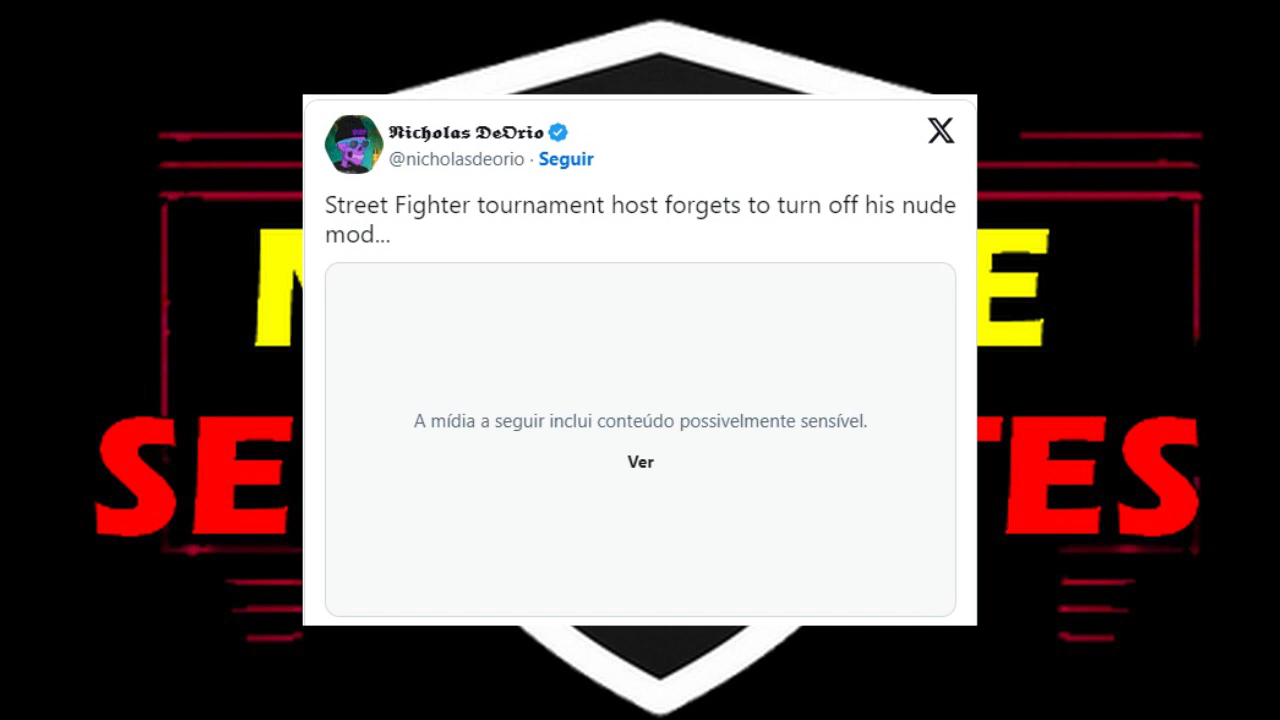 𝕹𝖎𝖈𝖍𝖔𝖑𝖆𝖘 𝕯𝖊𝕺𝖗𝖎𝖔
@nicholasdeorio · Seguir
Street Fighter tournament host forgets to turn off his nude
mod...
A mídia a seguir inclui conteúdo possivelmente sensível.
Ver